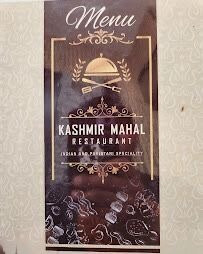 Menu
KASHMIR MAHAL
RESTAURANT
INDIAN AND PAKISTANI SPECIALITY